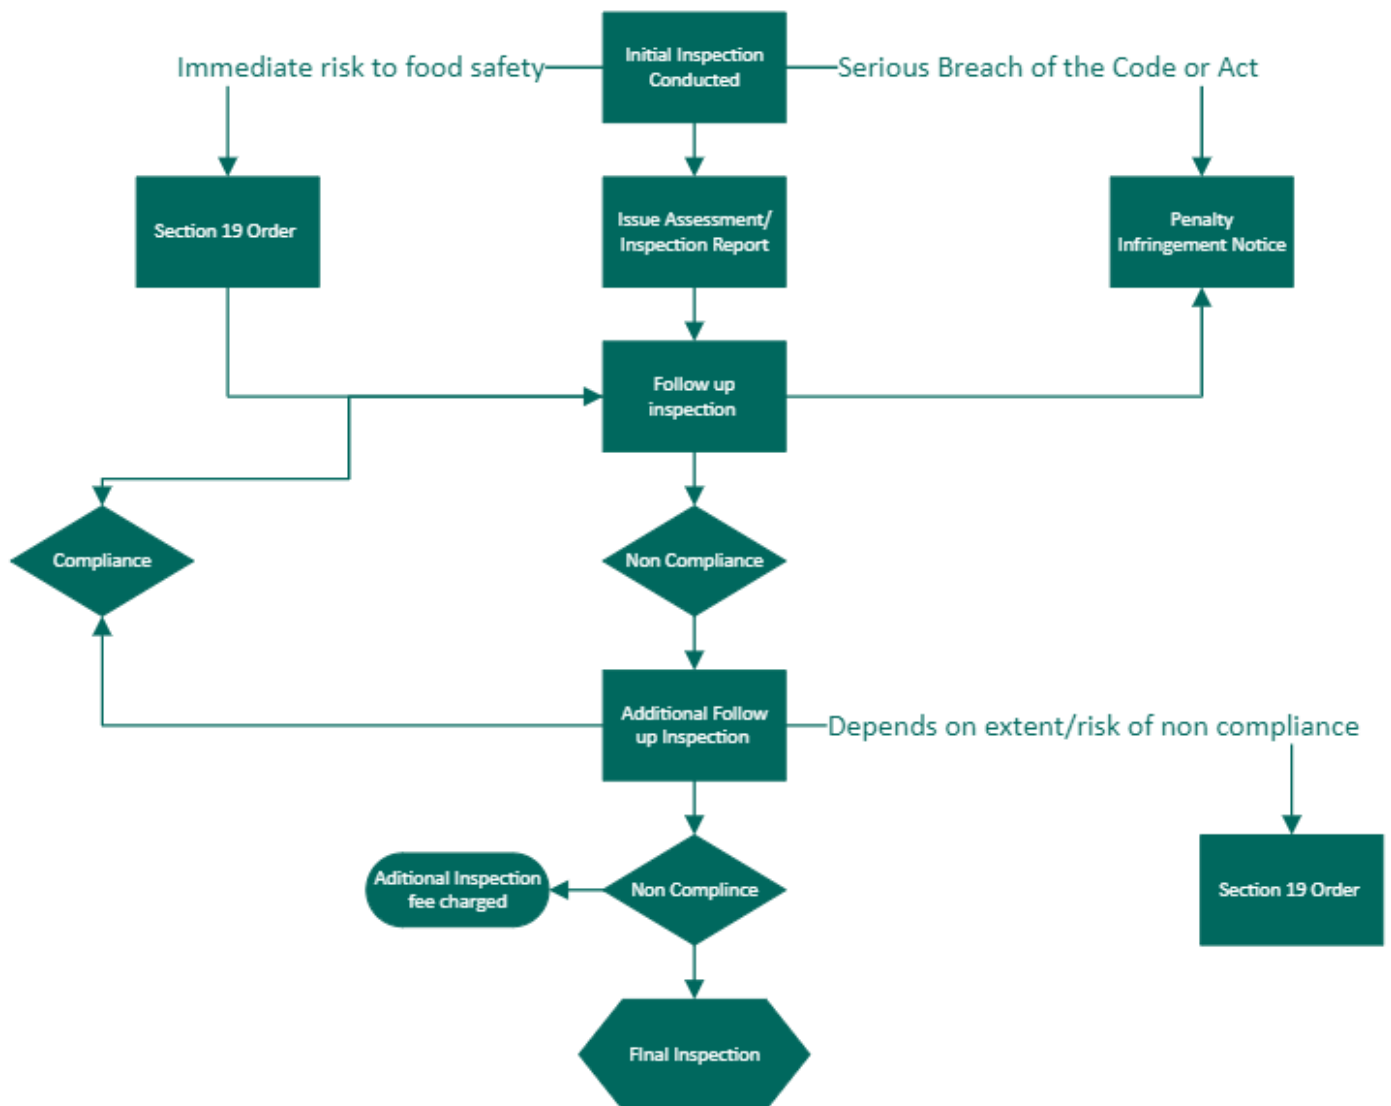 Initial Inspection
Conducted
Immediate risk to food safety
Serious Breach of the Code or Act
Section 19 Order
Issue Assessment/
Inspection Report
Penalty
Infringement Notice
Follow up
inspection
Compliance
Non Compliance
Additional Follow
up Inspection
Depends on extent/risk of non compliance
Aditional Inspection
fee charged
Non Complince
Section 19 Order
FInal Inspection